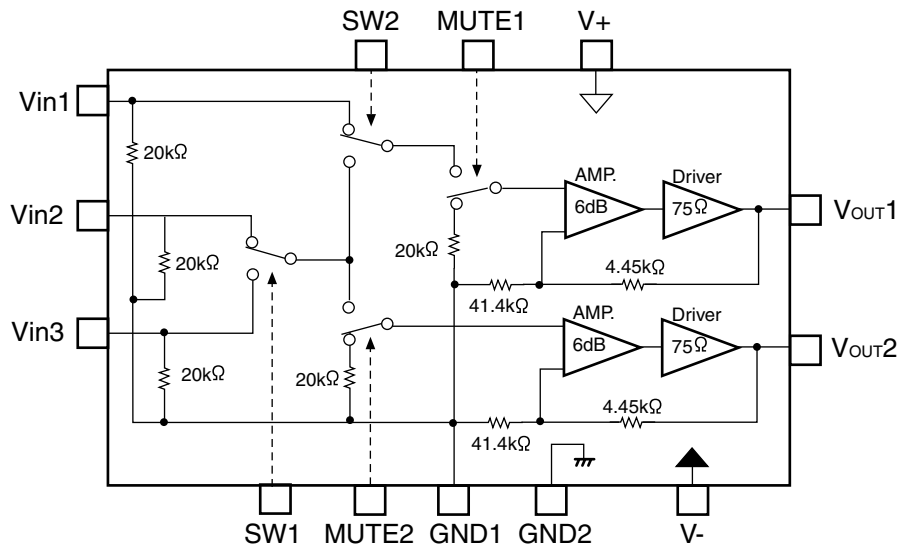 SW2 MUTE1 V+
Vin1
20kΩ
AMP. Driver
6dB 75Ω
Vin2
VOUT1
20kΩ
20kΩ
4.45kΩ
41.4kΩ
Vin3
AMP. Driver
6dB 75Ω
VOUT2
20kΩ
20kΩ
4.45kΩ
41.4kΩ
SW1 MUTE2 GND1 GND2 V-